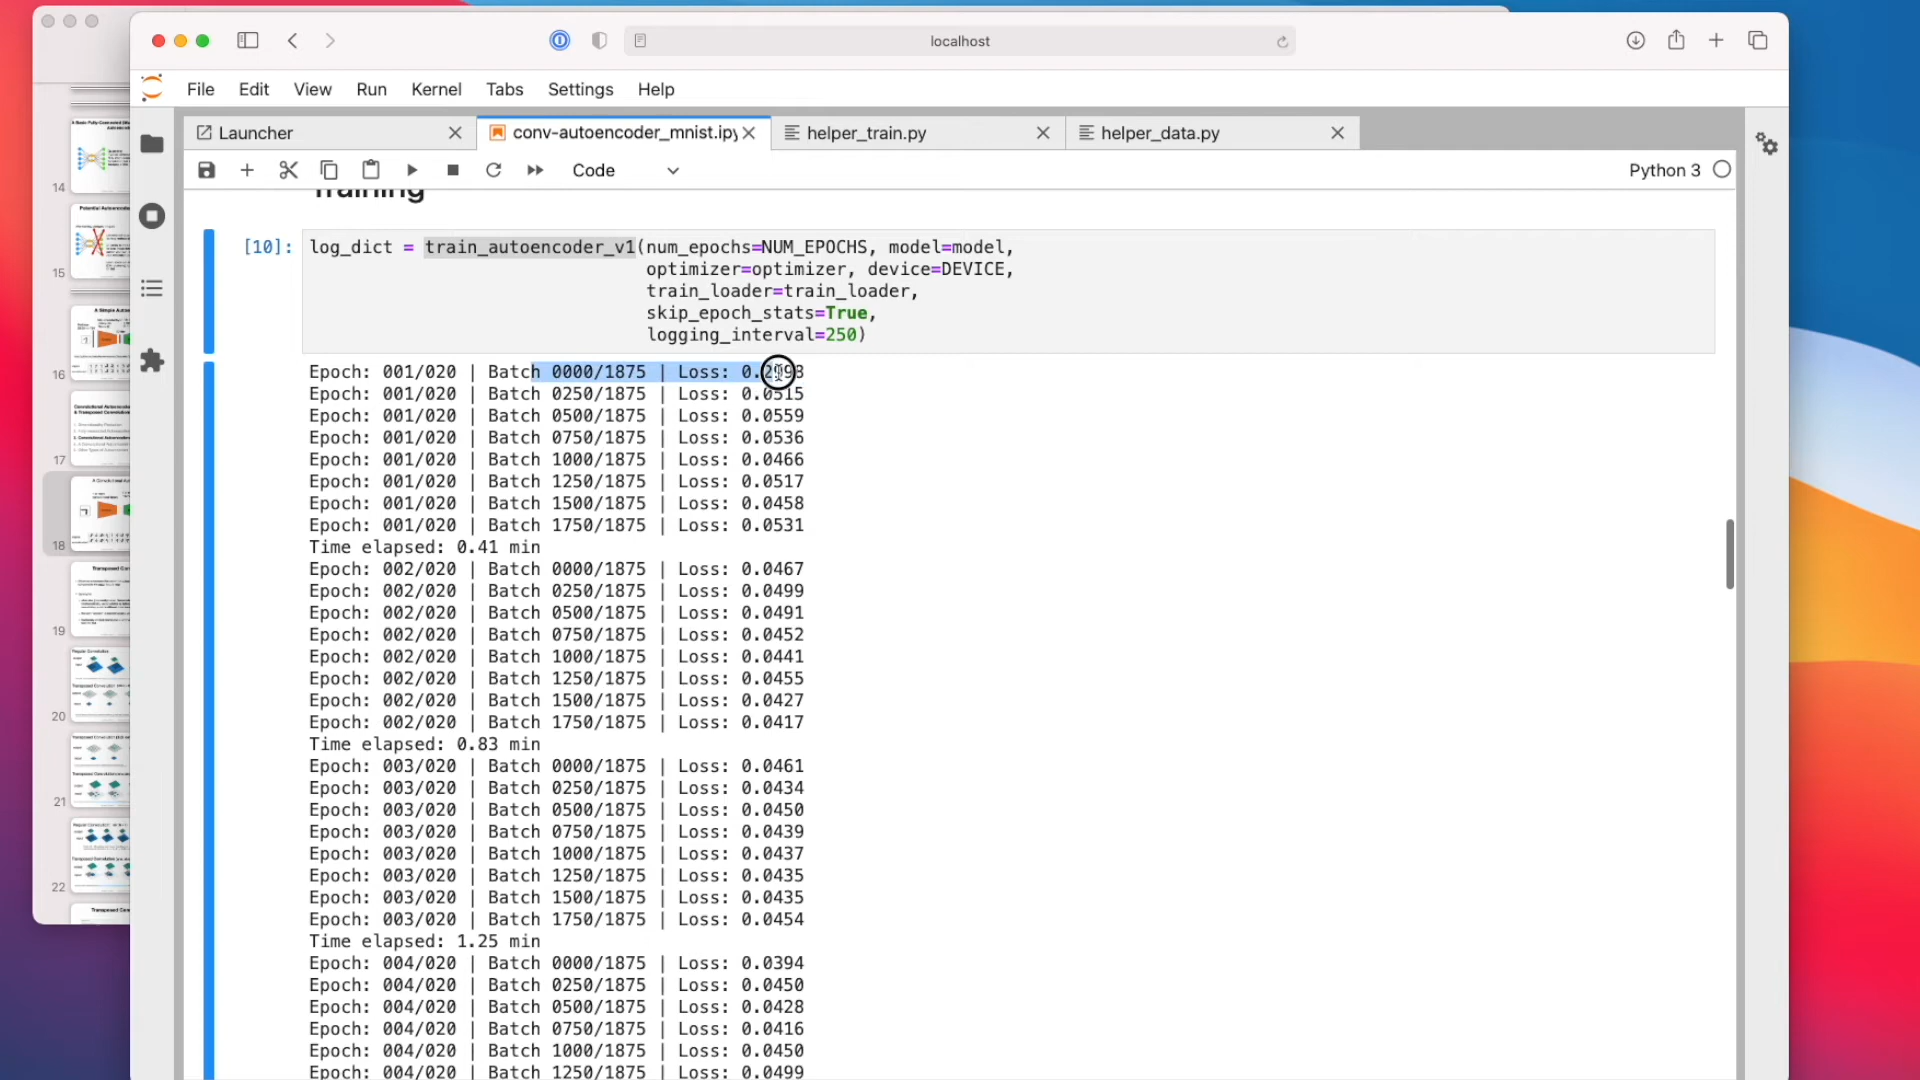 localhost
File Edit View Run Kernel Tabs Settings Help
Launcher
conv-autoencoder_mnist.ipy
helper_train.py
helper_data.py
Code
Python 3
Training
[10]:
log_dict = train_autoencoder_v1(num_epochs=NUM_EPOCHS, model=model,
optimizer=optimizer, device=DEVICE,
train_loader=train_loader,
skip_epoch_stats=True,
logging_interval=250)
Epoch: 001/020 | Batch 0000/1875 | Loss:
Epoch: 001/020 | Batch 0250/1875 | Loss: 0.0515
Epoch: 001/020 | Batch 0500/1875 | Loss: 0.0559
Epoch: 001/020 | Batch 0750/1875 | Loss: 0.0536
Epoch: 001/020 | Batch 1000/1875 | Loss: 0.0466
Epoch: 001/020 | Batch 1250/1875 | Loss: 0.0517
Epoch: 001/020 | Batch 1500/1875 | Loss: 0.0458
Epoch: 001/020 | Batch 1750/1875 | Loss: 0.0531
Time elapsed: 0.41 min
Epoch: 002/020 | Batch 0000/1875 | Loss: 0.0467
Epoch: 002/020 | Batch 0250/1875 | Loss: 0.0499
Epoch: 002/020 | Batch 0500/1875 | Loss: 0.0491
Epoch: 002/020 | Batch 0750/1875 | Loss: 0.0452
Epoch: 002/020 | Batch 1000/1875 | Loss: 0.0441
Epoch: 002/020 | Batch 1250/1875 | Loss: 0.0455
Epoch: 002/020 | Batch 1500/1875 | Loss: 0.0427
Epoch: 002/020 | Batch 1750/1875 | Loss: 0.0417
Time elapsed: 0.83 min
Epoch: 003/020 | Batch 0000/1875 | Loss: 0.0461
Epoch: 003/020 | Batch 0250/1875 | Loss: 0.0434
Epoch: 003/020 | Batch 0500/1875 | Loss: 0.0450
Epoch: 003/020 | Batch 0750/1875 | Loss: 0.0439
Epoch: 003/020 | Batch 1000/1875 | Loss: 0.0437
Epoch: 003/020 | Batch 1250/1875 | Loss: 0.0435
Epoch: 003/020 | Batch 1500/1875 | Loss: 0.0435
Epoch: 003/020 | Batch 1750/1875 | Loss: 0.0454
Time elapsed: 1.25 min
Epoch: 004/020 | Batch 0000/1875 | Loss: 0.0394
Epoch: 004/020 | Batch 0250/1875 | Loss: 0.0450
Epoch: 004/020 | Batch 0500/1875 | Loss: 0.0428
Epoch: 004/020 | Batch 0750/1875 | Loss: 0.0416
Epoch: 004/020 | Batch 1000/1875 | Loss: 0.0450
Epoch: 004/020 | Batch 1250/1875 | Loss: 0.0499
14
15
16
17
18
19
20
21
22